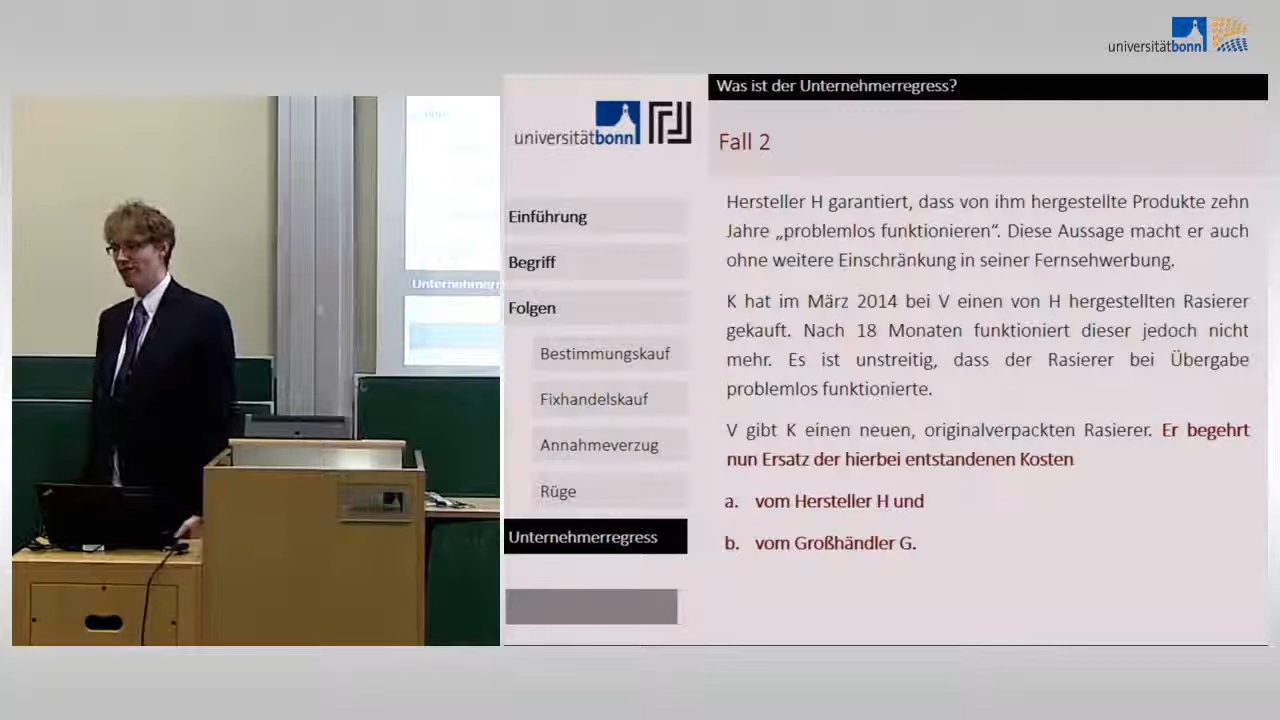 universitätbonn
Was ist der Unternehmerregress?
universitätbonn
Fall 2
Hersteller H garantiert, dass von ihm hergestellte Produkte zehn
Jahre „problemlos funktionieren“. Diese Aussage macht er auch
ohne weitere Einschränkung in seiner Fernsehwerbung.
K hat im März 2014 bei V einen von H hergestellten Rasierer
gekauft. Nach 18 Monaten funktioniert dieser jedoch nicht
mehr. Es ist unstreitig, dass der Rasierer bei Übergabe
problemlos funktionierte.
V gibt K einen neuen, originalverpackten Rasierer. Er begehrt
nun Ersatz der hierbei entstandenen Kosten
a. vom Hersteller H und
b. vom Großhändler G.
Einführung
Begriff
Folgen
Bestimmungskauf
Fixhandelskauf
Annahmeverzug
Rüge
Unternehmerregress
Unternehmerr